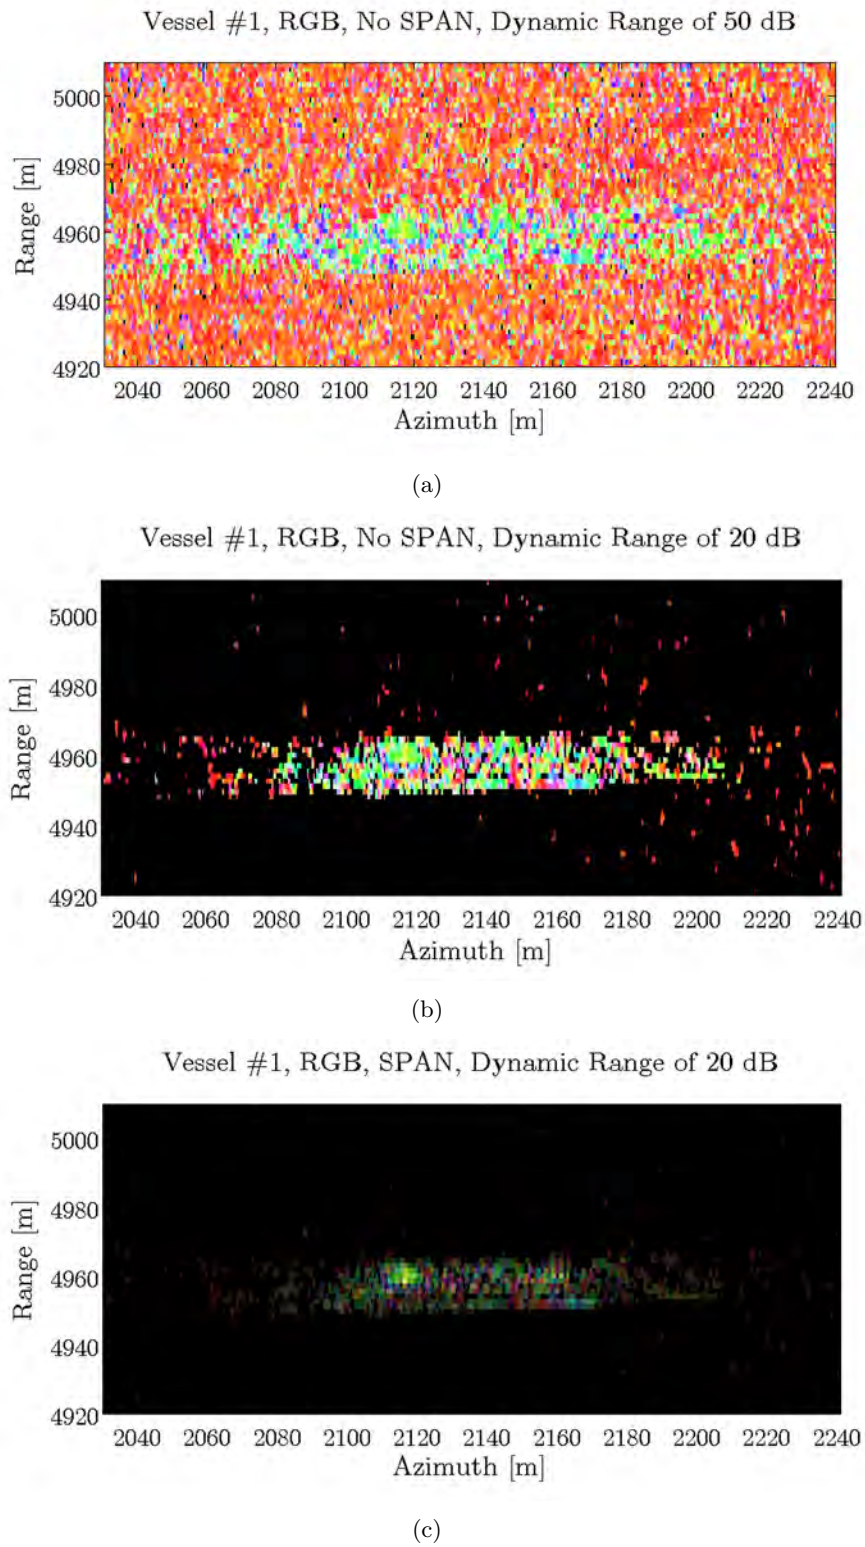 Vessel #1, RGB, No SPAN, Dynamic Range of 50 dB
5000
4980
4960
4940
4920
Range [m]
2040 2060 2080 2100 2120 2140 2160 2180 2200 2220 2240
Azimuth [m]
(a)
Vessel #1, RGB, No SPAN, Dynamic Range of 20 dB
5000
4980
4960
4940
4920
Range [m]
2040 2060 2080 2100 2120 2140 2160 2180 2200 2220 2240
Azimuth [m]
(b)
Vessel #1, RGB, SPAN, Dynamic Range of 20 dB
5000
4980
4960
4940
4920
Range [m]
2040 2060 2080 2100 2120 2140 2160 2180 2200 2220 2240
Azimuth [m]
(c)